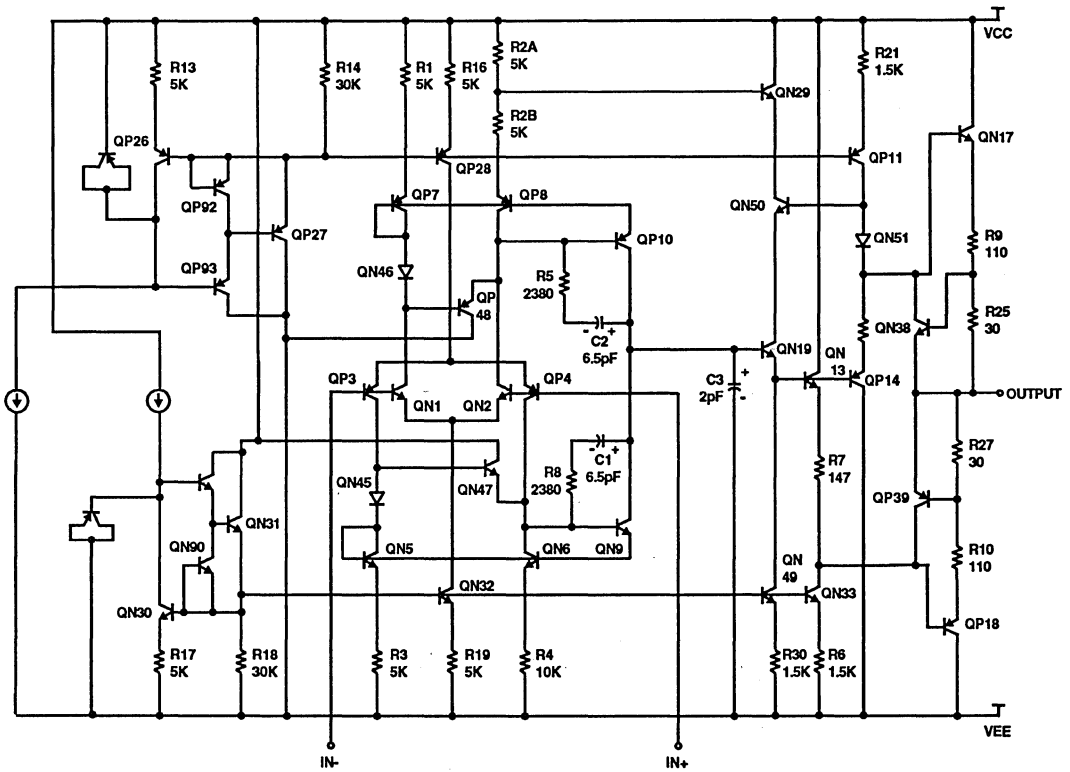 VCC
R13
5K
R14
30K
R1
5K
R16
5K
R2A
5K
R2B
5K
R21
1.5K
QN29
QN17
QP26
QP28
QP11
QP92
QP7
QP8
QN50
QP27
QP10
QN51
R9
110
QP93
QN46
R5
2380
QP
48
C2
6.5pF
- +
QN38
R25
30
QN19
QN
13
QP14
QP3
QP4
QN1
QN2
C3
2pF
+
-
OUTPUT
R27
30
R8
2380
C1
6.5pF
- +
QN45
QN47
R7
147
QP39
QN31
QN90
QN5
QN6
QN9
R10
110
QN
49
QN33
QN30
QN32
QP18
R17
5K
R18
30K
R3
5K
R19
5K
R4
10K
R30
1.5K
R6
1.5K
VEE
IN-
IN+